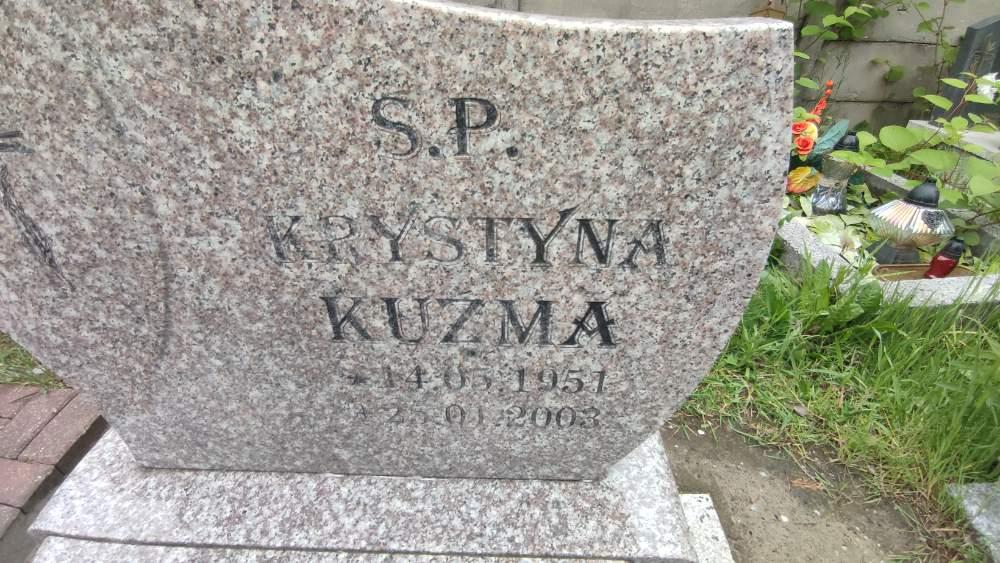 S.P.
KRYSTYNA
KUŹMA
14.05.1951
25.01.2003